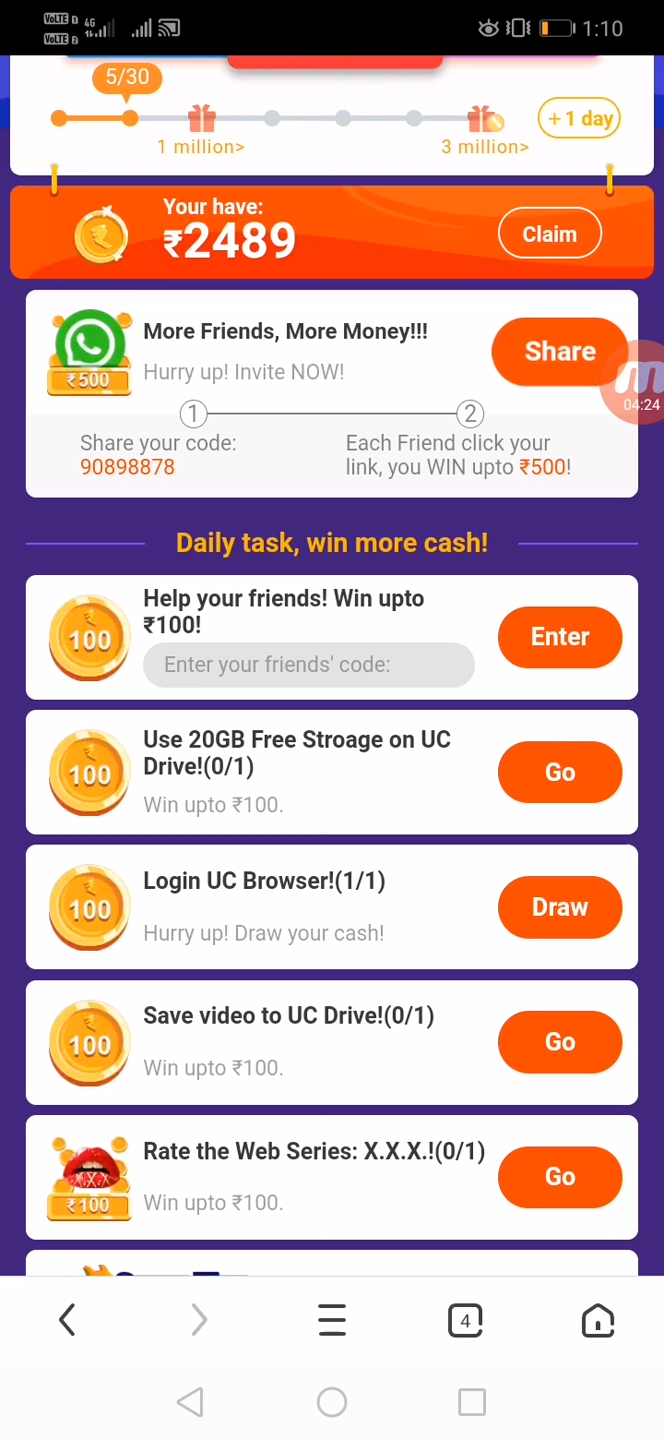 VoLTE 1
VoLTE 2
4G
1:10
5/30
1 million>
3 million>
+ 1 day
Your have:
₹2489
Claim
₹500
More Friends, More Money!!!
Hurry up! Invite NOW!
Share
04:24
1
2
Share your code:
90898878
Each Friend click your
link, you WIN upto ₹500!
Daily task, win more cash!
₹
100
Help your friends! Win upto
₹100!
Enter your friends' code:
Enter
₹
100
Use 20GB Free Stroage on UC
Drive!(0/1)
Win upto ₹100.
Go
₹
100
Login UC Browser!(1/1)
Hurry up! Draw your cash!
Draw
₹
100
Save video to UC Drive!(0/1)
Win upto ₹100.
Go
₹100
Rate the Web Series: X.X.X.!(0/1)
Win upto ₹100.
Go
4